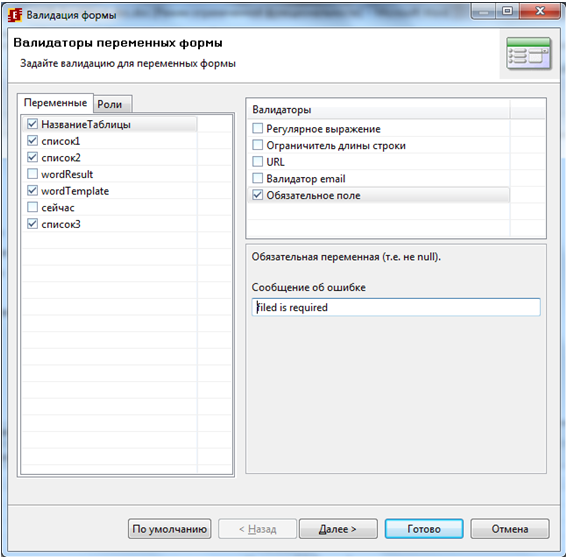 Валидация формы
Валидаторы переменных формы
Задайте валидацию для переменных формы
Переменные
Роли
НазваниеТаблицы
список1
список2
wordResult
wordTemplate
сейчас
список3
Валидаторы
Регулярное выражение
Ограничитель длины строки
URL
Валидатор email
Обязательное поле
Обязательная переменная (т.е. не null).
Сообщение об ошибке
filed is required
По умолчанию
< Назад
Далее >
Готово
Отмена